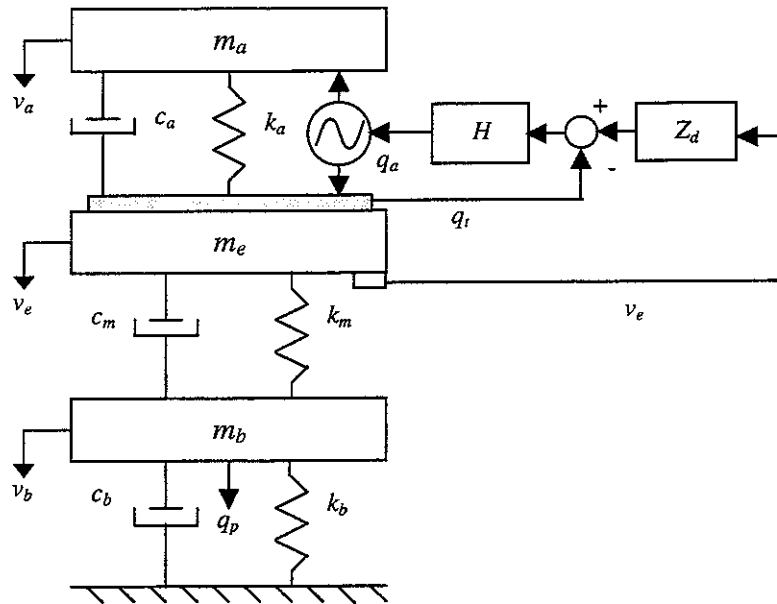 m_a
v_a
c_a
k_a
q_a
H
+
-
Z_d
q_t
m_e
v_e
v_e
c_m
k_m
m_b
v_b
c_b
q_p
k_b